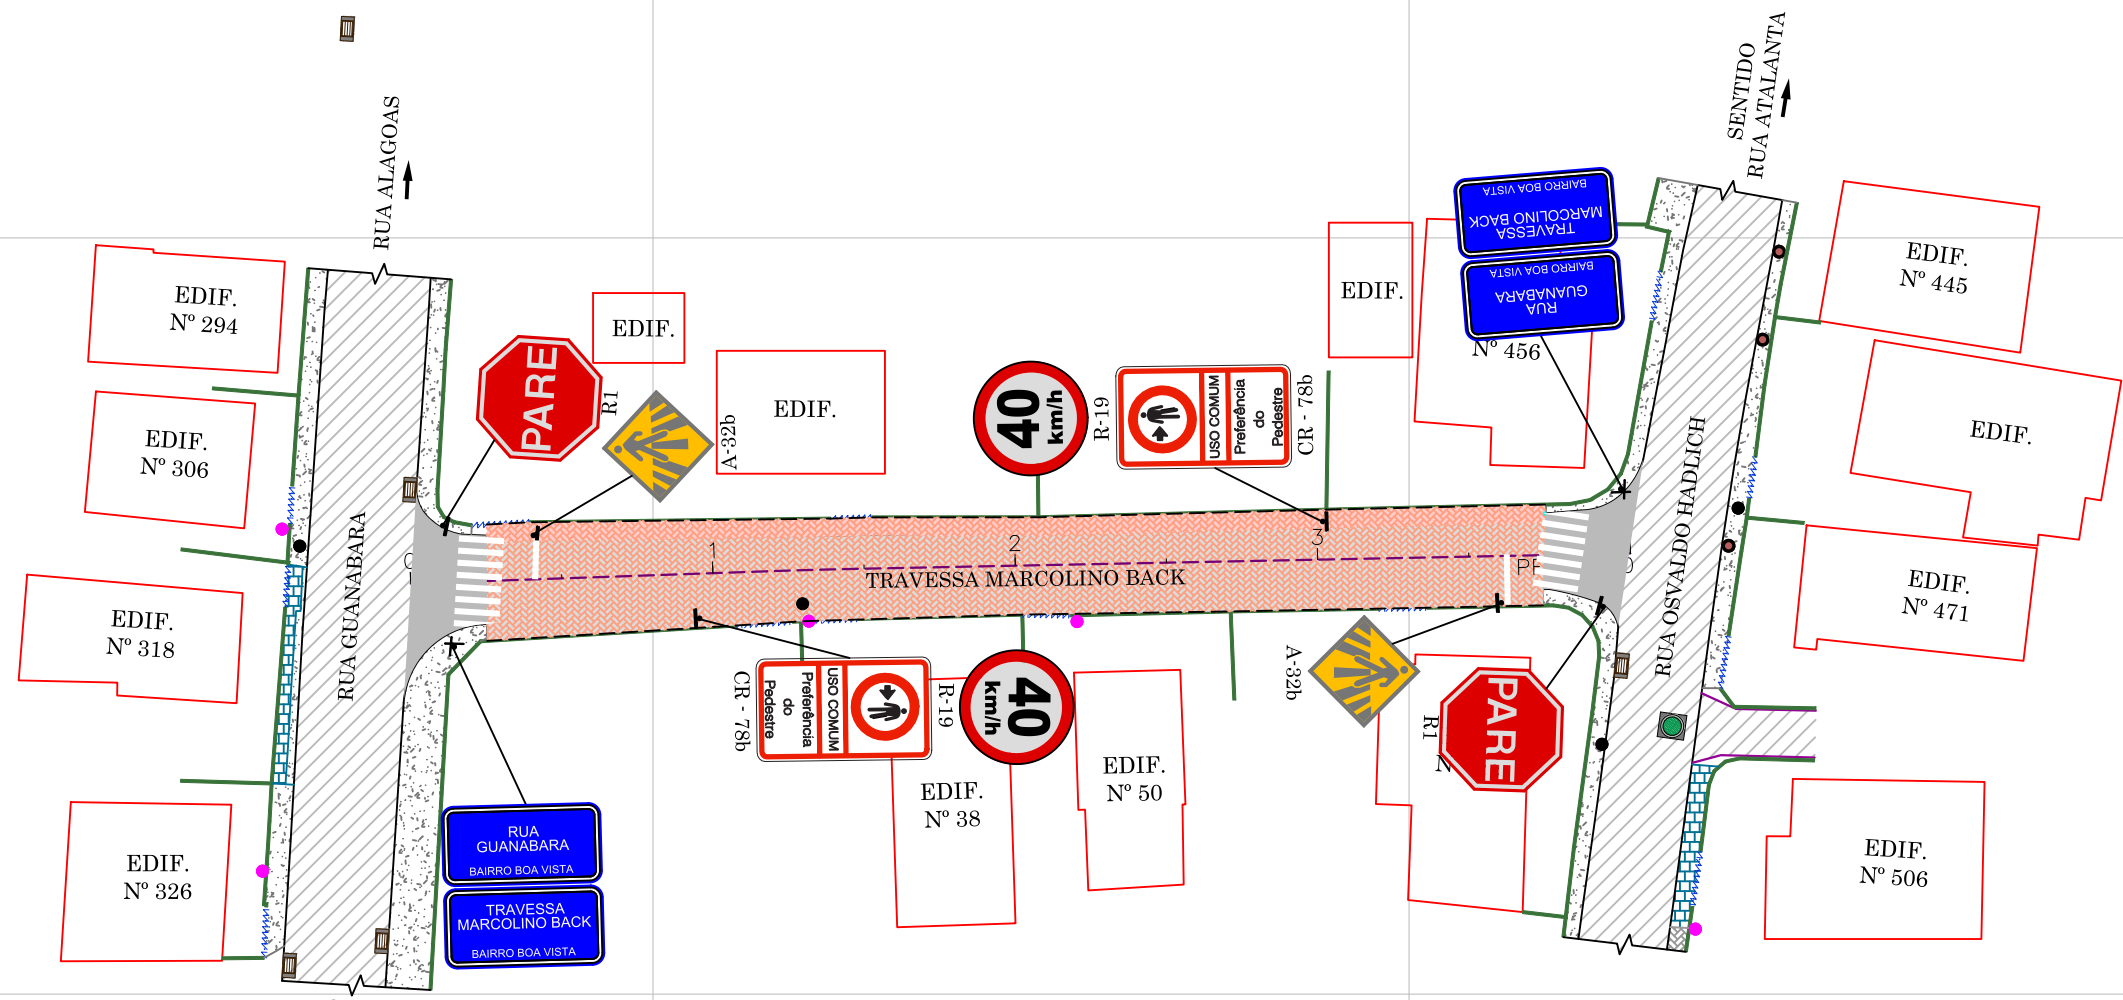 RUA ALAGOAS
SENTIDO
RUA ATALANTA
EDIF.
Nº 294
EDIF.
Nº 306
EDIF.
Nº 318
EDIF.
Nº 326
RUA GUANABARA
PARE
R1
A-32b
EDIF.
EDIF.
40
km/h
R-19
USO COMUM
Preferência
do
Pedestre
CR - 78b
EDIF.
TRAVESSA
MARCOLINO BACK
BAIRRO BOA VISTA
RUA
GUANABARA
BAIRRO BOA VISTA
Nº 456
EDIF.
Nº 445
EDIF.
EDIF.
Nº 471
EDIF.
Nº 506
RUA OSVALDO HADLICH
1
2
3
TRAVESSA MARCOLINO BACK
CR - 78b
USO COMUM
Preferência
do
Pedestre
R-19
40
km/h
A-32b
R1
PARE
N
EDIF.
Nº 38
EDIF.
Nº 50
RUA
GUANABARA
BAIRRO BOA VISTA
TRAVESSA
MARCOLINO BACK
BAIRRO BOA VISTA